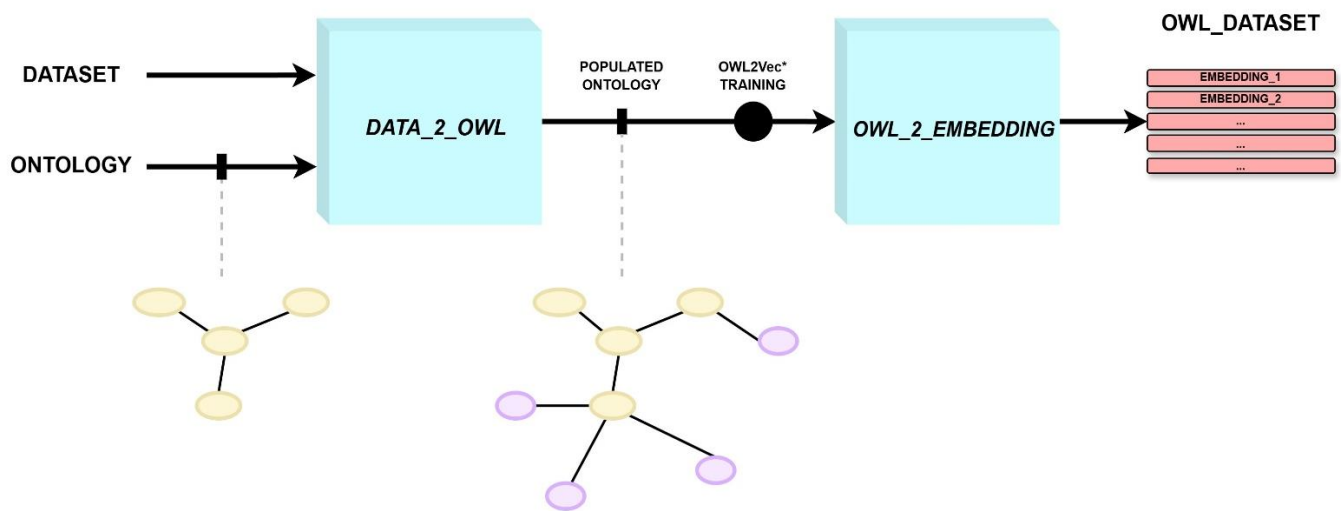 DATASET
ONTOLOGY
DATA_2_OWL
POPULATED
ONTOLOGY
OWL2Vec*
TRAINING
OWL_2_EMBEDDING
OWL_DATASET
EMBEDDING_1
EMBEDDING_2
...
...
...